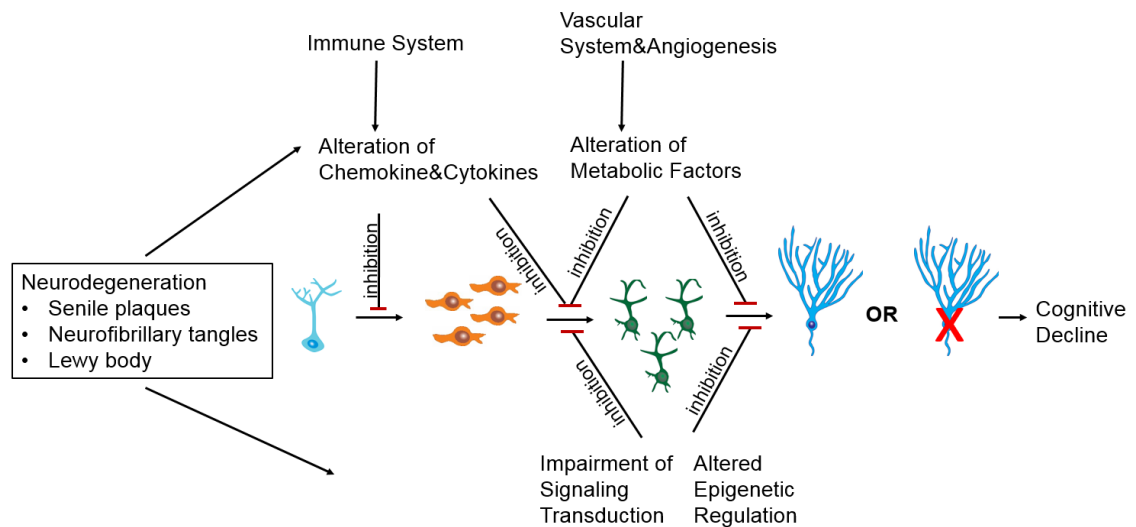 Immune System
Vascular
System&Angiogenesis
Alteration of
Chemokine&Cytokines
Alteration of
Metabolic Factors
inhibition
inhibition
inhibition
inhibition
Neurodegeneration
• Senile plaques
• Neurofibrillary tangles
• Lewy body
OR
X
Cognitive
Decline
inhibition
inhibition
Impairment of
Signaling
Transduction
Altered
Epigenetic
Regulation